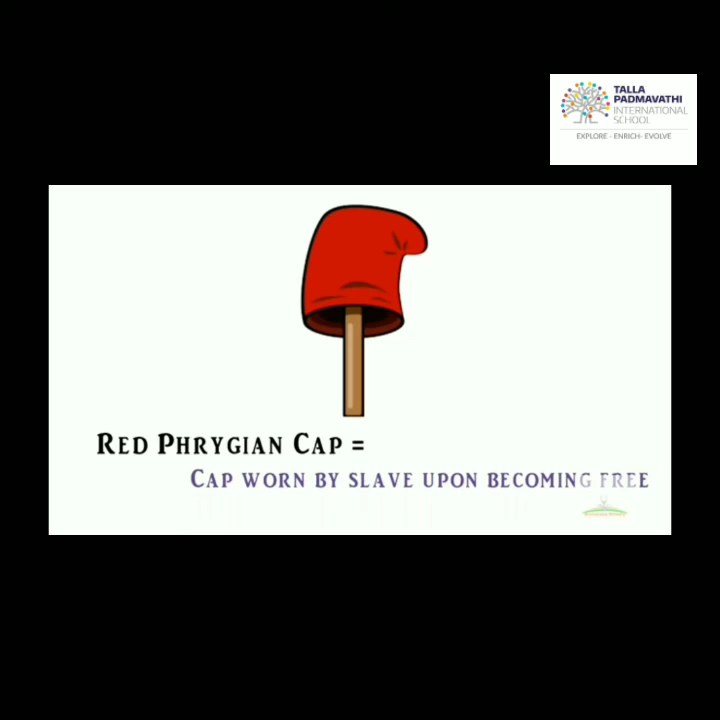 TALLA
PADMAVATHI
INTERNATIONAL
SCHOOL
EXPLORE - ENRICH- EVOLVE
RED PHRYGIAN CAP =
CAP WORN BY SLAVE UPON BECOMING FREE